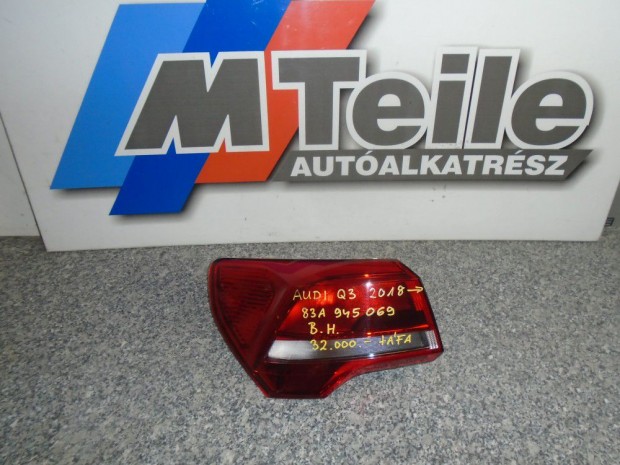 MTeile
AUTÓALKATRÉSZ
AUDI Q3 2018→
83A 945 069
B.H.
32.000.- +ÁFA